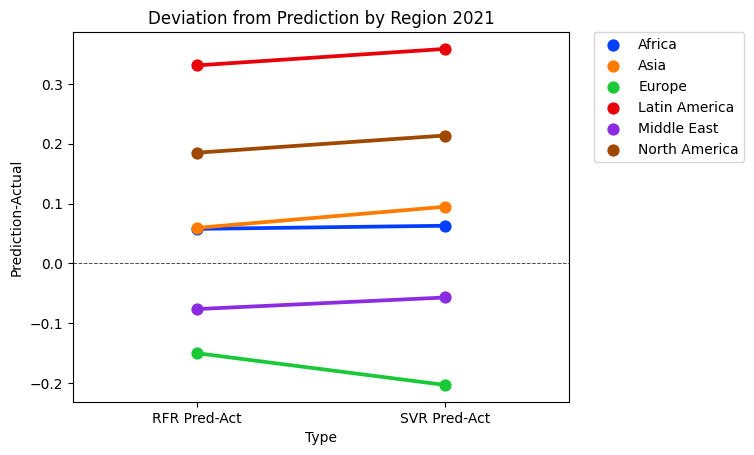 Deviation from Prediction by Region 2021
Prediction-Actual
0.3
0.2
0.1
0.0
−0.1
−0.2
RFR Pred-Act
SVR Pred-Act
Type
Africa
Asia
Europe
Latin America
Middle East
North America